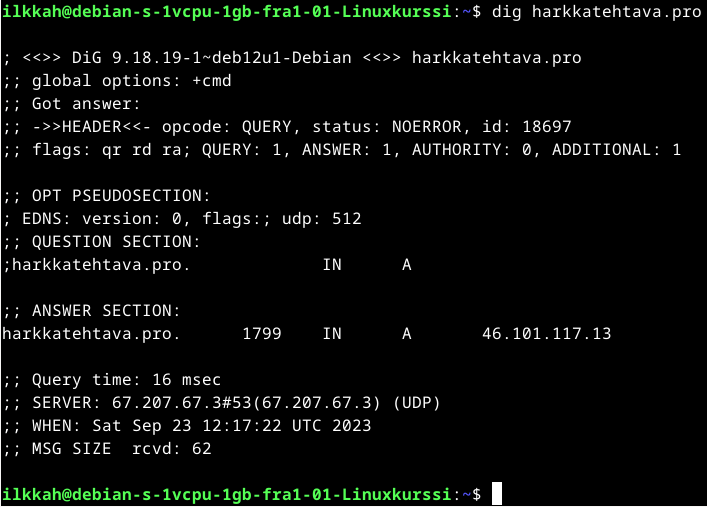 ilkkah@debian-s-1vcpu-1gb-fra1-01-Linuxkurssi:~$ dig harkkatehtava.pro

; <<>> DiG 9.18.19-1~deb12u1-Debian <<>> harkkatehtava.pro
;; global options: +cmd
;; Got answer:
;; ->>HEADER<<- opcode: QUERY, status: NOERROR, id: 18697
;; flags: qr rd ra; QUERY: 1, ANSWER: 1, AUTHORITY: 0, ADDITIONAL: 1

;; OPT PSEUDOSECTION:
; EDNS: version: 0, flags:; udp: 512
;; QUESTION SECTION:
;harkkatehtava.pro.             IN      A

;; ANSWER SECTION:
harkkatehtava.pro.      1799    IN      A       46.101.117.13

;; Query time: 16 msec
;; SERVER: 67.207.67.3#53(67.207.67.3) (UDP)
;; WHEN: Sat Sep 23 12:17:22 UTC 2023
;; MSG SIZE  rcvd: 62

ilkkah@debian-s-1vcpu-1gb-fra1-01-Linuxkurssi:~$